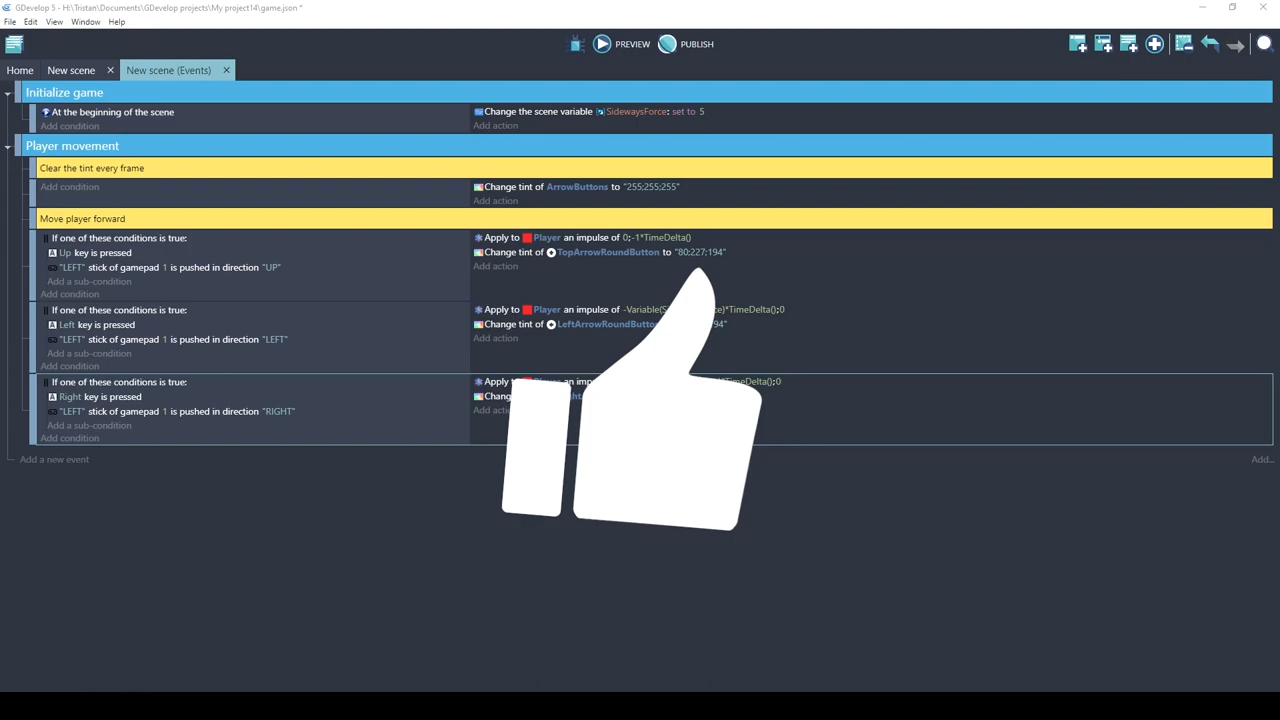 GDevelop 5 - H:\Tristan\Documents\GDevelop projects\My project14\game.json *
File Edit View Window Help
PREVIEW PUBLISH
Home New scene New scene (Events)
Initialize game
At the beginning of the scene
Change the scene variable SidewaysForce: set to 5
Add condition
Add action
Player movement
Clear the tint every frame
Add condition
Change tint of ArrowButtons to "255;255;255"
Add action
Move player forward
If one of these conditions is true:
Up key is pressed
"LEFT" stick of gamepad 1 is pushed in direction "UP"
Add a sub-condition
Add condition
Apply to Player an impulse of 0;-1*TimeDelta()
Change tint of TopArrowRoundButton to "80;227;194"
Add action
If one of these conditions is true:
Left key is pressed
"LEFT" stick of gamepad 1 is pushed in direction "LEFT"
Add a sub-condition
Add condition
Apply to Player an impulse of -Variable( *TimeDelta();0
Change tint of LeftArrowRoundButton
Add action
If one of these conditions is true:
Right key is pressed
"LEFT" stick of gamepad 1 is pushed in direction "RIGHT"
Add a sub-condition
Add condition
Apply TimeDelta();0
Add a new event
Add...